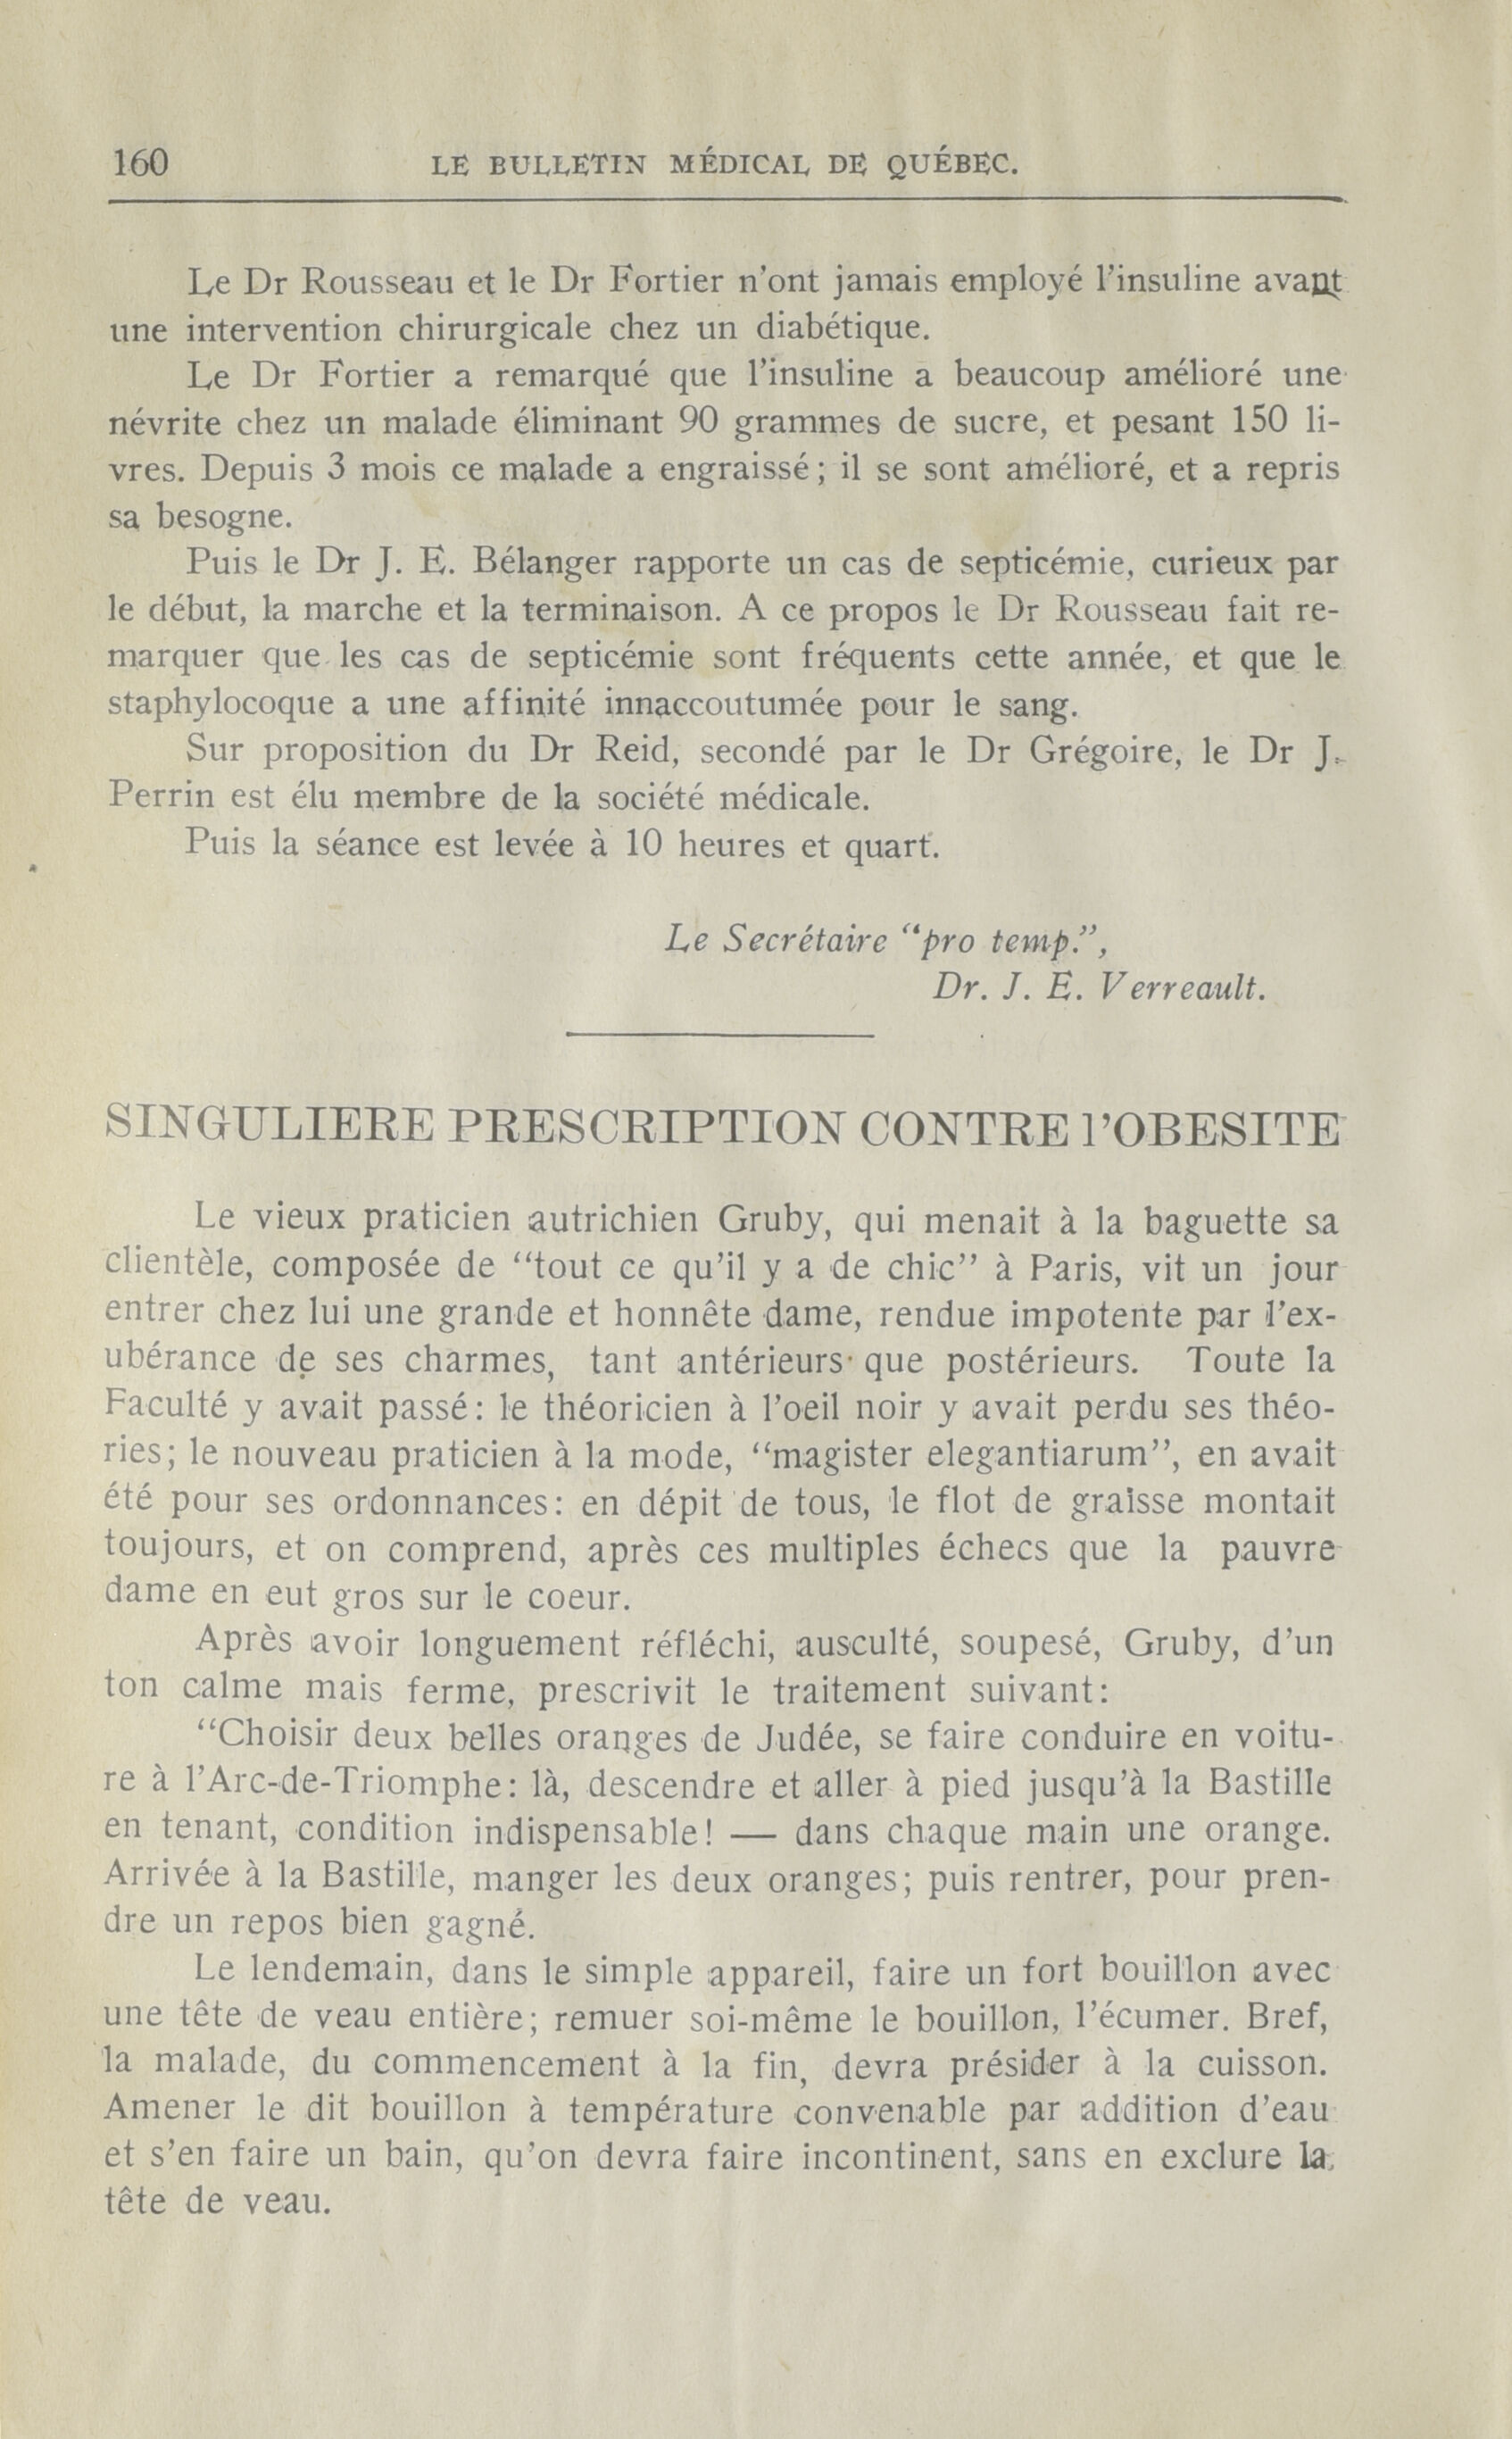 160 LE BULLETIN MÉDICAL DE QUÉBEC.
Le Dr Rousseau et le Dr Fortier n'ont jamais employé l'insuline avant
une intervention chirurgicale chez un diabétique.
Le Dr Fortier a remarqué que l'insuline a beaucoup amélioré une
névrite chez un malade éliminant 90 grammes de sucre, et pesant 150 li-
vres. Depuis 3 mois ce malade a engraissé; il se sont amélioré, et a repris
sa besogne.
Puis le Dr J. E. Bélanger rapporte un cas de septicémie, curieux par
le début, la marche et la terminaison. A ce propos le Dr Rousseau fait re-
marquer que les cas de septicémie sont fréquents cette année, et que le
staphylocoque a une affinité innaccoutumée pour le sang.
Sur proposition du Dr Reid, secondé par le Dr Grégoire, le Dr J.
Perrin est élu membre de la société médicale.
Puis la séance est levée à 10 heures et quart.
Le Secrétaire "pro temp.",
Dr. J. E. Verreault.
SINGULIERE PRESCRIPTION CONTRE l'OBESITE
Le vieux praticien autrichien Gruby, qui menait à la baguette sa
clientèle, composée de "tout ce qu'il y a de chic" à Paris, vit un jour
entrer chez lui une grande et honnête dame, rendue impotente par l'ex-
ubérance de ses charmes, tant antérieurs que postérieurs. Toute la
Faculté y avait passé: le théoricien à l'oeil noir y avait perdu ses théo-
ries; le nouveau praticien à la mode, "magister elegantiarum", en avait
été pour ses ordonnances: en dépit de tous, le flot de graisse montait
toujours, et on comprend, après ces multiples échecs que la pauvre
dame en eut gros sur le coeur.
Après avoir longuement réfléchi, ausculté, soupesé, Gruby, d'un
ton calme mais ferme, prescrivit le traitement suivant:
"Choisir deux belles oranges de Judée, se faire conduire en voitu-
re à l'Arc-de-Triomphe: là, descendre et aller à pied jusqu'à la Bastille
en tenant, condition indispensable! — dans chaque main une orange.
Arrivée à la Bastille, manger les deux oranges; puis rentrer, pour pren-
dre un repos bien gagné.
Le lendemain, dans le simple appareil, faire un fort bouillon avec
une tête de veau entière; remuer soi-même le bouillon, l'écumer. Bref,
la malade, du commencement à la fin, devra présider à la cuisson.
Amener le dit bouillon à température convenable par addition d'eau
et s'en faire un bain, qu'on devra faire incontinent, sans en exclure la
tête de veau.